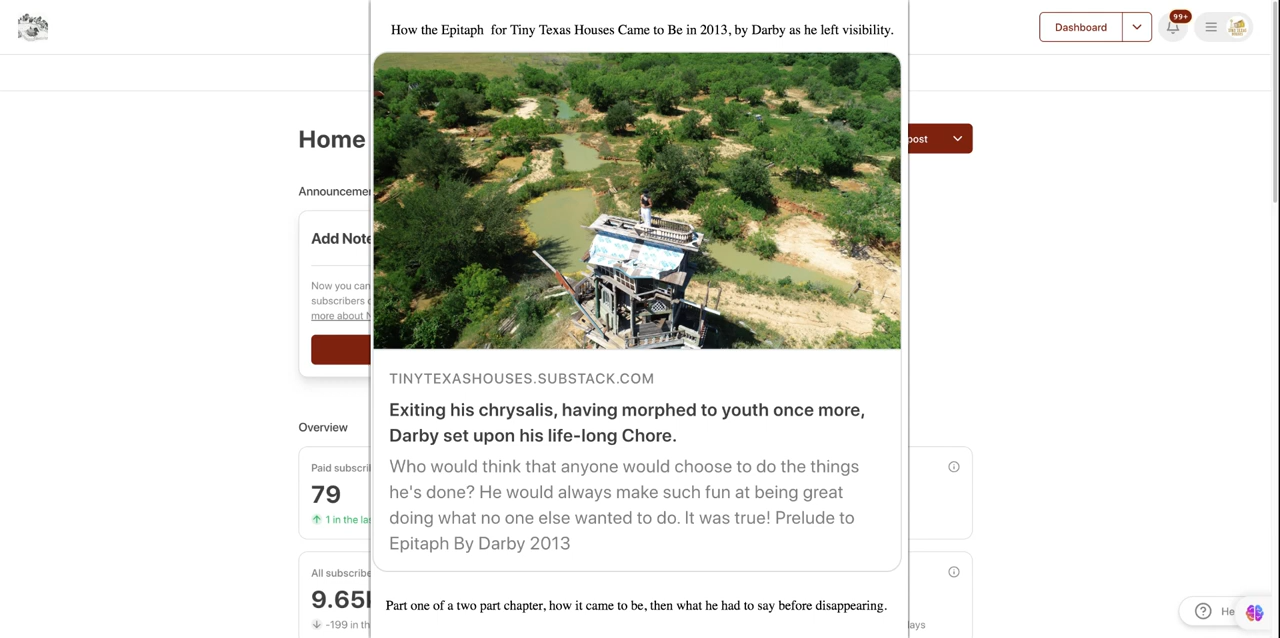 How the Epitaph for Tiny Texas Houses Came to Be in 2013, by Darby as he left visibility.
Dashboard
99+
Home
post
Announcemen
Add Note
Now you can
subscribers
more about
TINYTEXASHOUSES.SUBSTACK.COM
Exiting his chrysalis, having morphed to youth once more,
Darby set upon his life-long Chore.
Who would think that anyone would choose to do the things
he's done? He would always make such fun at being great
doing what no one else wanted to do. It was true! Prelude to
Epitaph By Darby 2013
Overview
Paid subscri
79
1 in the la
All subscribe
9.65
-199 in th
Part one of a two part chapter, how it came to be, then what he had to say before disappearing.
He
days